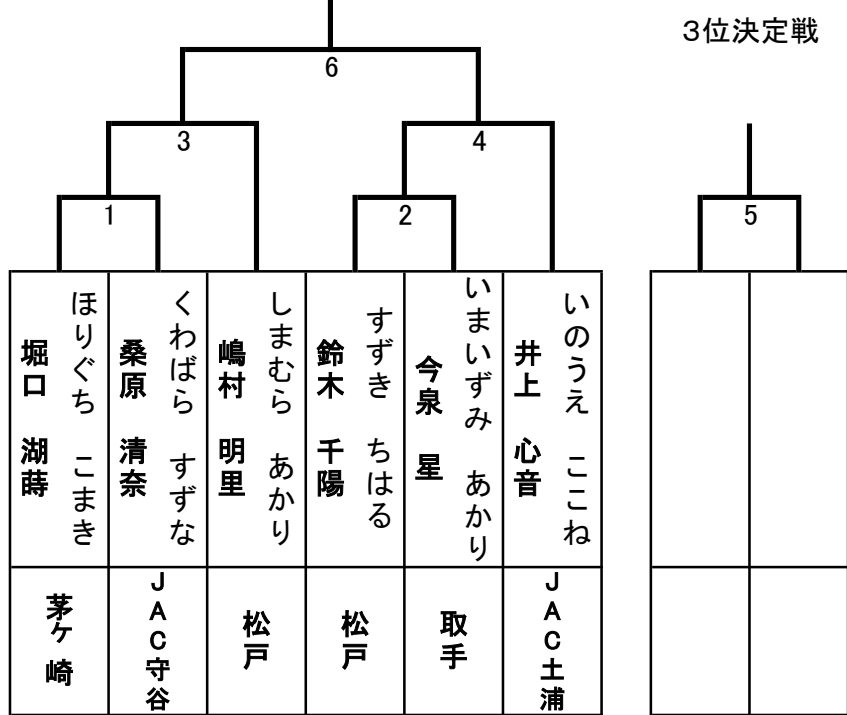 3位決定戦
6
3
4
1
2
5
堀口 湖蒔
ほりぐち こまき
桑原 清奈
くわばら すずな
嶋村 明里
しまむら あかり
鈴木 千陽
すずき ちはる
今泉 星
いまいずみ あかり
井上 心音
いのうえ ここね
茅ヶ崎
JAC守谷
松戸
松戸
取手
JAC土浦